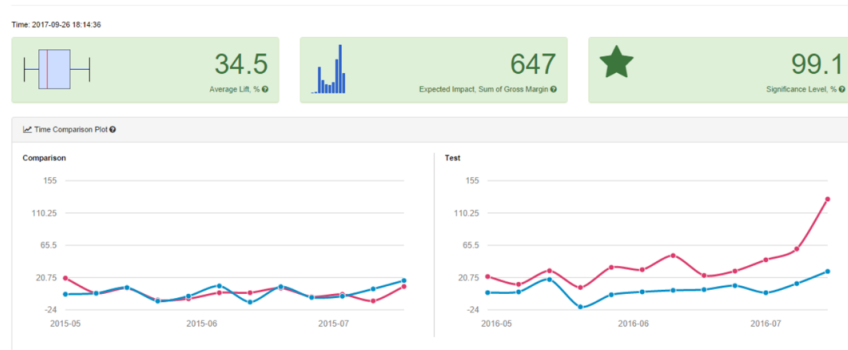 Time: 2017-09-26 18:14:36
34.5
Average Lift, %
647
Expected Impact, Sum of Gross Margin
99.1
Significance Level, %
Time Comparison Plot
Comparison
155
110.25
65.5
20.75
-24
2015-05 2015-06 2015-07
Test
155
110.25
65.5
20.75
-24
2016-05 2016-06 2016-07